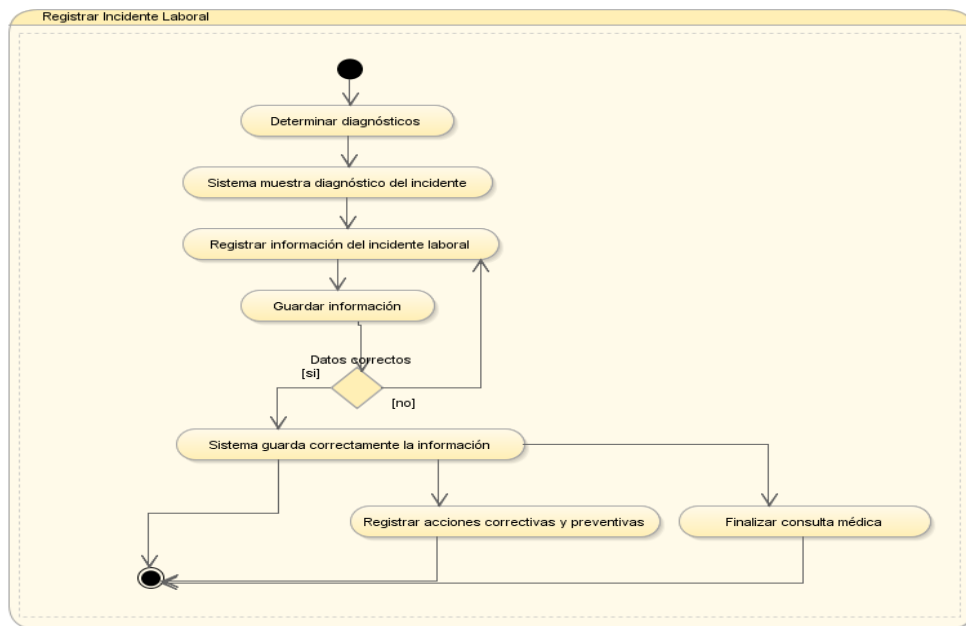 Registrar Incidente Laboral
Determinar diagnósticos
Sistema muestra diagnóstico del incidente
Registrar información del incidente laboral
Guardar información
Datos correctos
[si]
[no]
Sistema guarda correctamente la información
Registrar acciones correctivas y preventivas
Finalizar consulta médica